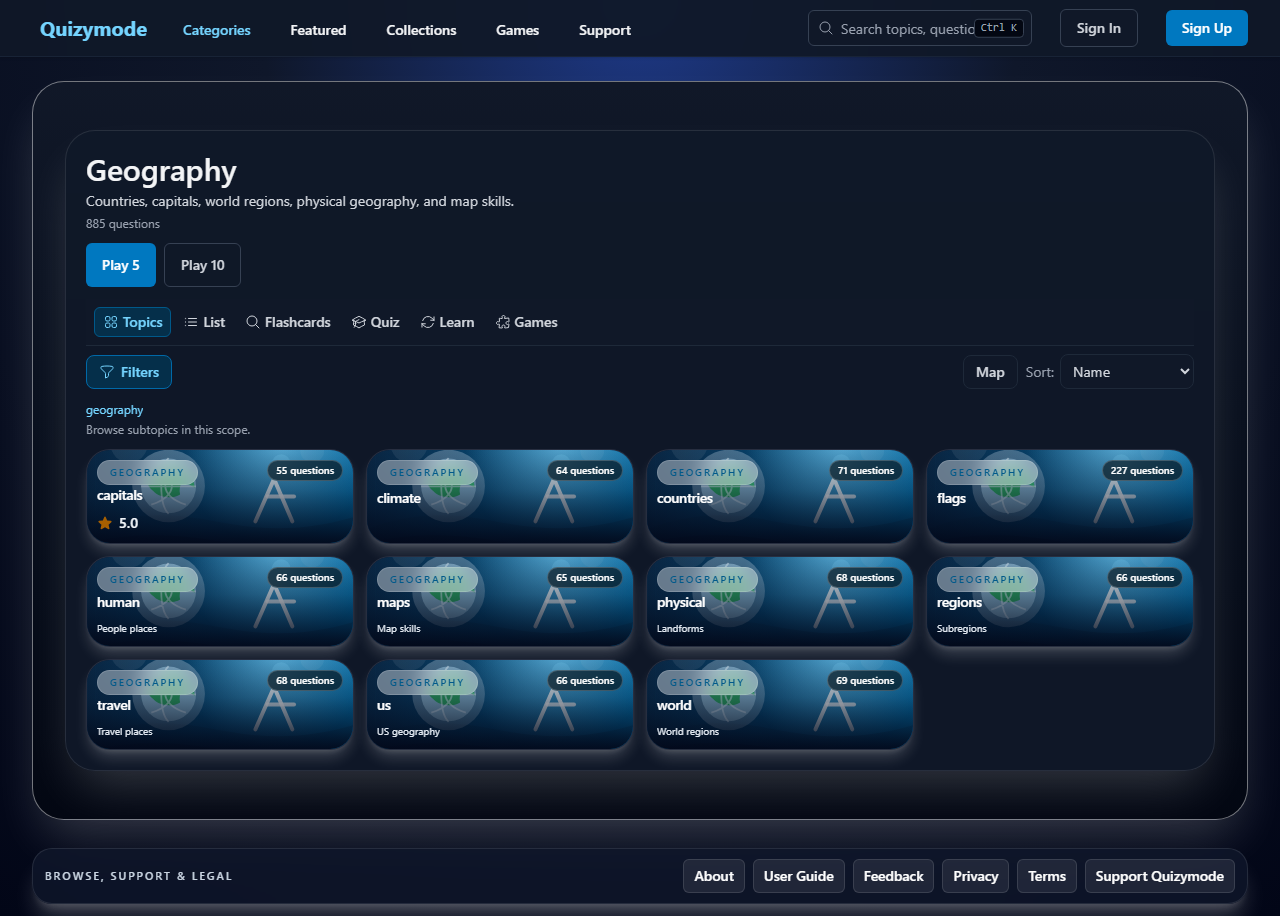 Quizymode Categories Featured Collections Games Support Search topics, questio Ctrl K Sign In Sign Up
Geography
Countries, capitals, world regions, physical geography, and map skills.
885 questions
Play 5 Play 10
Topics List Flashcards Quiz Learn Games
Filters Map Sort: Name
geography
Browse subtopics in this scope.
GEOGRAPHY 55 questions GEOGRAPHY 64 questions GEOGRAPHY 71 questions GEOGRAPHY 227 questions
capitals climate countries flags
5.0
GEOGRAPHY 66 questions GEOGRAPHY 65 questions GEOGRAPHY 68 questions GEOGRAPHY 66 questions
human maps physical regions
People places Map skills Landforms Subregions
GEOGRAPHY 68 questions GEOGRAPHY 66 questions GEOGRAPHY 69 questions
travel us world
Travel places US geography World regions
BROWSE, SUPPORT & LEGAL About User Guide Feedback Privacy Terms Support Quizymode